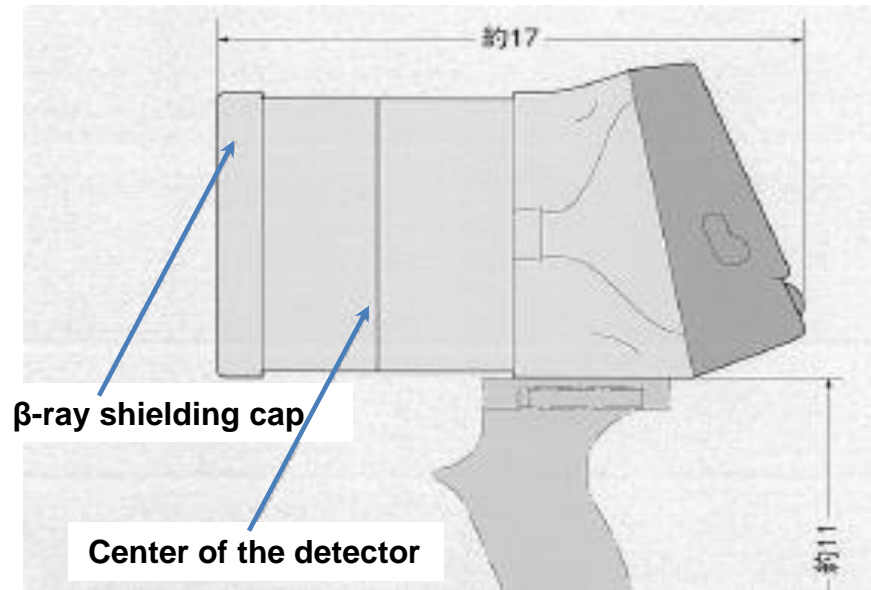 約17
β-ray shielding cap
約11
Center of the detector